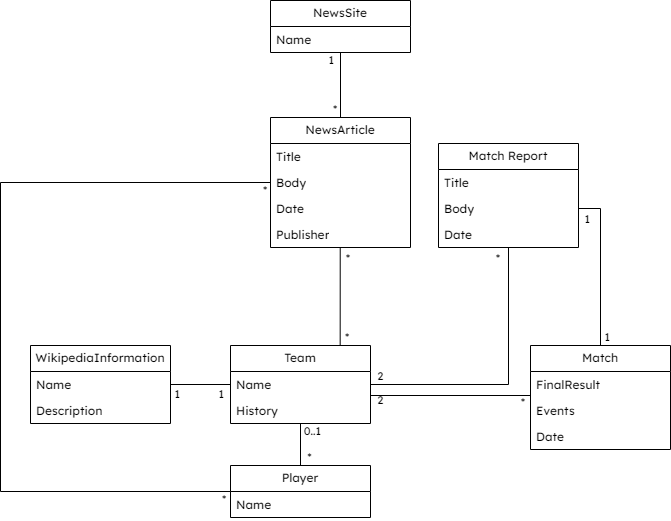 NewsSite
Name
1
*
NewsArticle
Title
Body
Date
Publisher
*
*
*
Match Report
Title
Body
Date
1
*
1
WikipediaInformation
Name
Description
1
1
Team
Name
History
2
2
*
0..1
*
Match
FinalResult
Events
Date
Player
Name
*